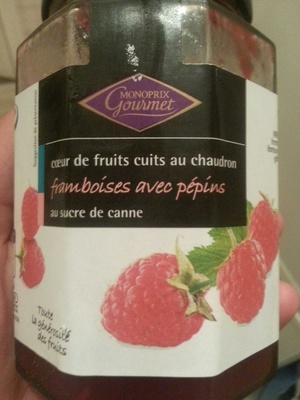 MONOPRIX
Gourmet
cœur de fruits cuits au chaudron
framboises avec pépins
au sucre de canne
Toute
la générosité
des fruits